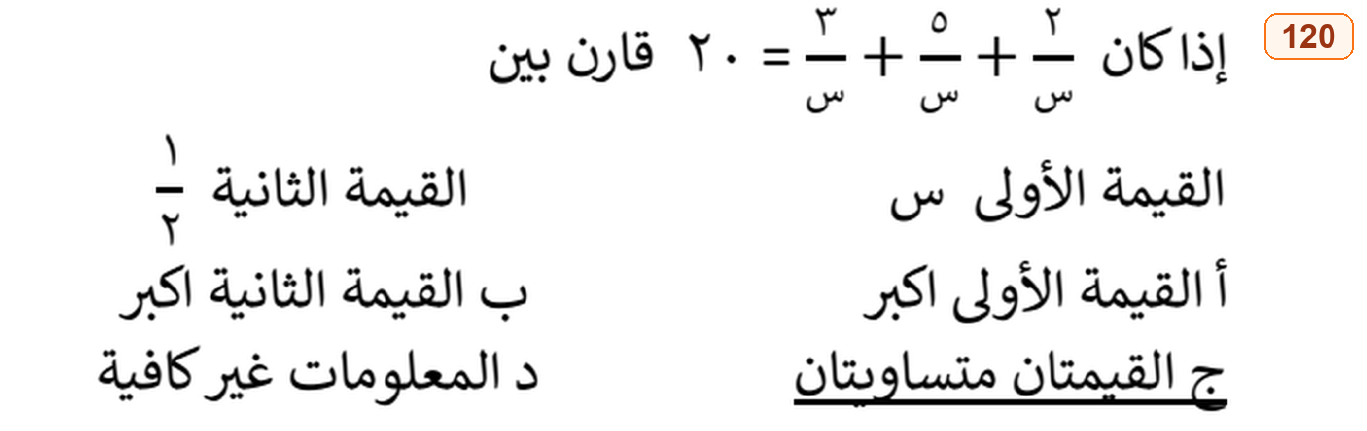 120
إذا كان ٢/س + ٥/س + ٣/س = ٢٠ قارن بين
القيمة الأولى س القيمة الثانية ١/٢
أ القيمة الأولى اكبر ب القيمة الثانية اكبر
ج القيمتان متساويتان د المعلومات غير كافية